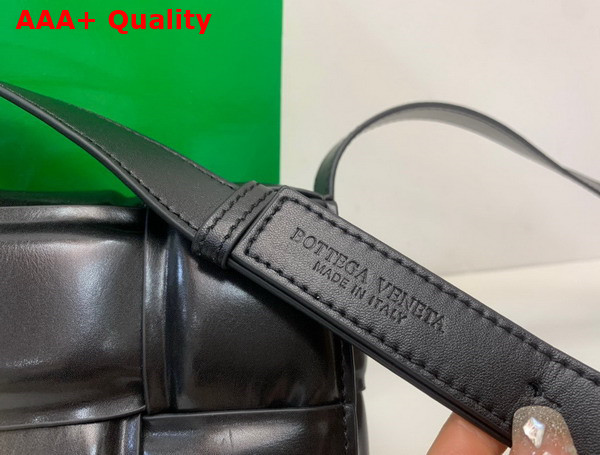 AAA+ Quality
BOTTEGA VENETA
MADE IN ITALY